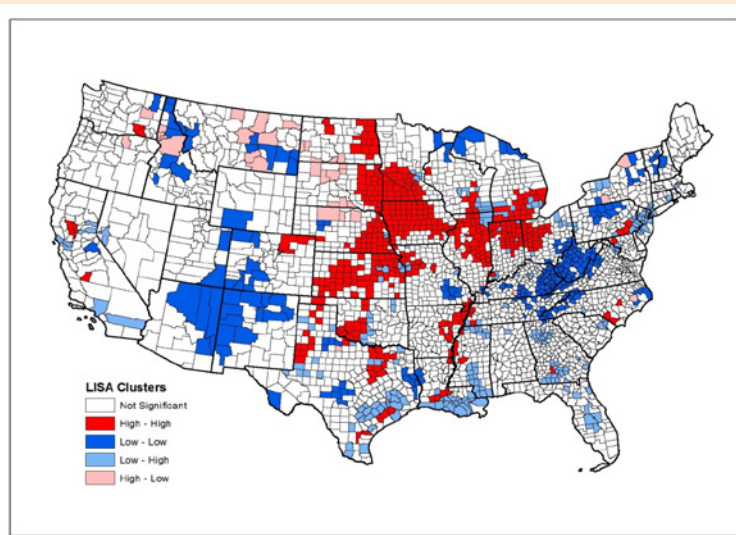 LISA Clusters
Not Significant
High - High
Low - Low
Low - High
High - Low